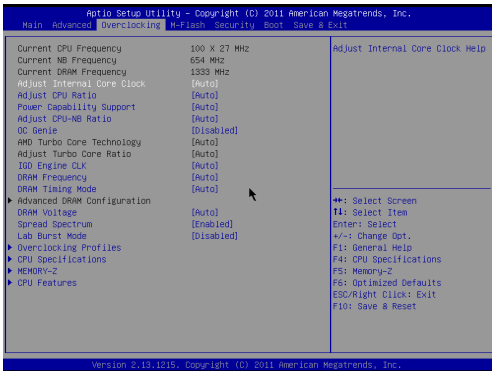 Aptio Setup Utility – Copyright (C) 2011 American Megatrends, Inc.
Main Advanced Overclocking M-Flash Security Boot Save & Exit
Current CPU Frequency 100 X 27 MHz
Current NB Frequency 654 MHz
Current DRAM Frequency 1333 MHz
Adjust Internal Core Clock [Auto]
Adjust CPU Ratio [Auto]
Power Capability Support [Auto]
Adjust CPU-NB Ratio [Auto]
OC Genie [Disabled]
AMD Turbo Core Technology [Auto]
Adjust Turbo Core Ratio [Auto]
IGD Engine CLK [Auto]
DRAM Frequency [Auto]
DRAM Timing Mode [Auto]
Advanced DRAM Configuration
DRAM Voltage [Auto]
Spread Spectrum [Enabled]
Lab Burst Mode [Disabled]
Overclocking Profiles
CPU Specifications
MEMORY-Z
CPU Features
Adjust Internal Core Clock Help
→←: Select Screen
↑↓: Select Item
Enter: Select
+/-: Change Opt.
F1: General Help
F4: CPU Specifications
F5: Memory-Z
F6: Optimized Defaults
ESC/Right Click: Exit
F10: Save & Reset
Version 2.13.1215. Copyright (C) 2011 American Megatrends, Inc.